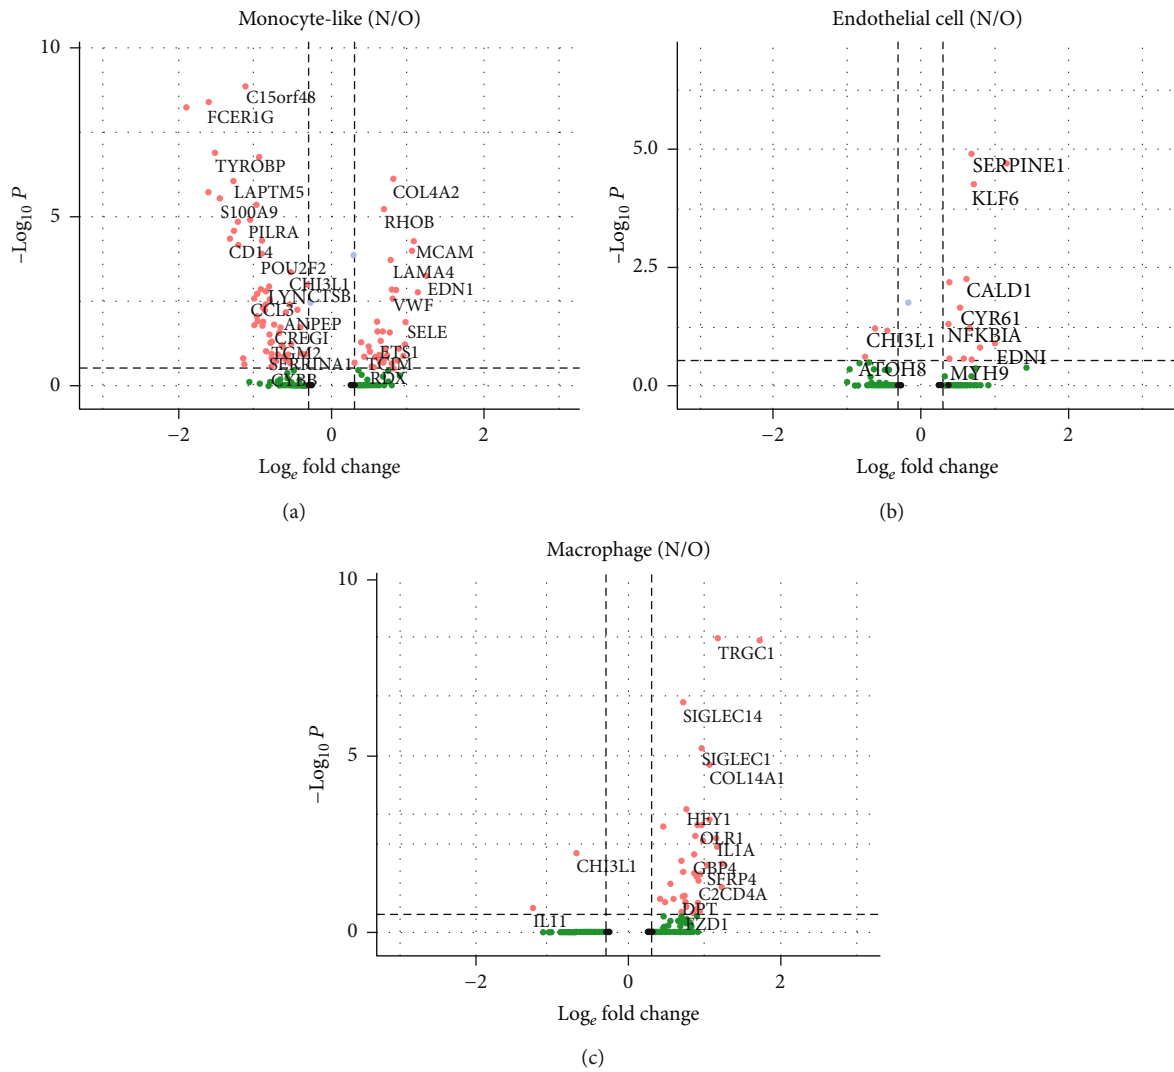 Monocyte-like (N/O)
10
5
0
−Log10 P
C15orf48
FCER1G
TYROBP
LAPTM5
S100A9
PILRA
CD14
POU2F2
CHI3L1
LYN
CTSB
CCL3
ANPEP
CREGI
TGM2
SERRINA1
CYBB
COL4A2
RHOB
MCAM
LAMA4
EDN1
VWF
SELE
ETS1
RDX
−2
0
2
Loge fold change
(a)
Endothelial cell (N/O)
5.0
2.5
0.0
−Log10 P
SERPINE1
KLF6
CALD1
CYR61
NFKBIA
CHI3L1
EDNI
ATOH8
MYH9
−2
0
2
Loge fold change
(b)
Macrophage (N/O)
10
5
0
−Log10 P
TRGC1
SIGLEC14
SIGLEC1
COL14A1
HEY1
OLR1
IL1A
CHI3L1
GBP4
SFRP4
C2CD4A
DPT
IL11
FZD1
−2
0
2
Loge fold change
(c)